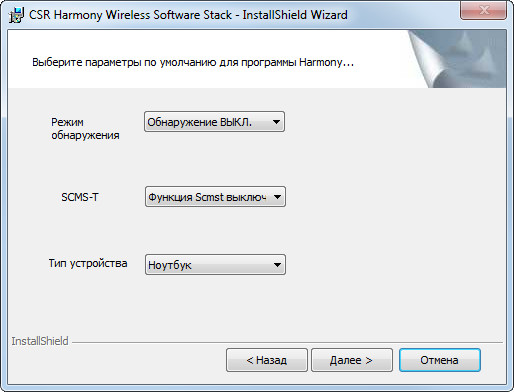 CSR Harmony Wireless Software Stack - InstallShield Wizard
Выберите параметры по умолчанию для программы Harmony...
Режим
обнаружения
Обнаружение ВЫКЛ.
SCMS-T
Функция Scmst выключ
Тип устройства
Ноутбук
InstallShield
< Назад
Далее >
Отмена